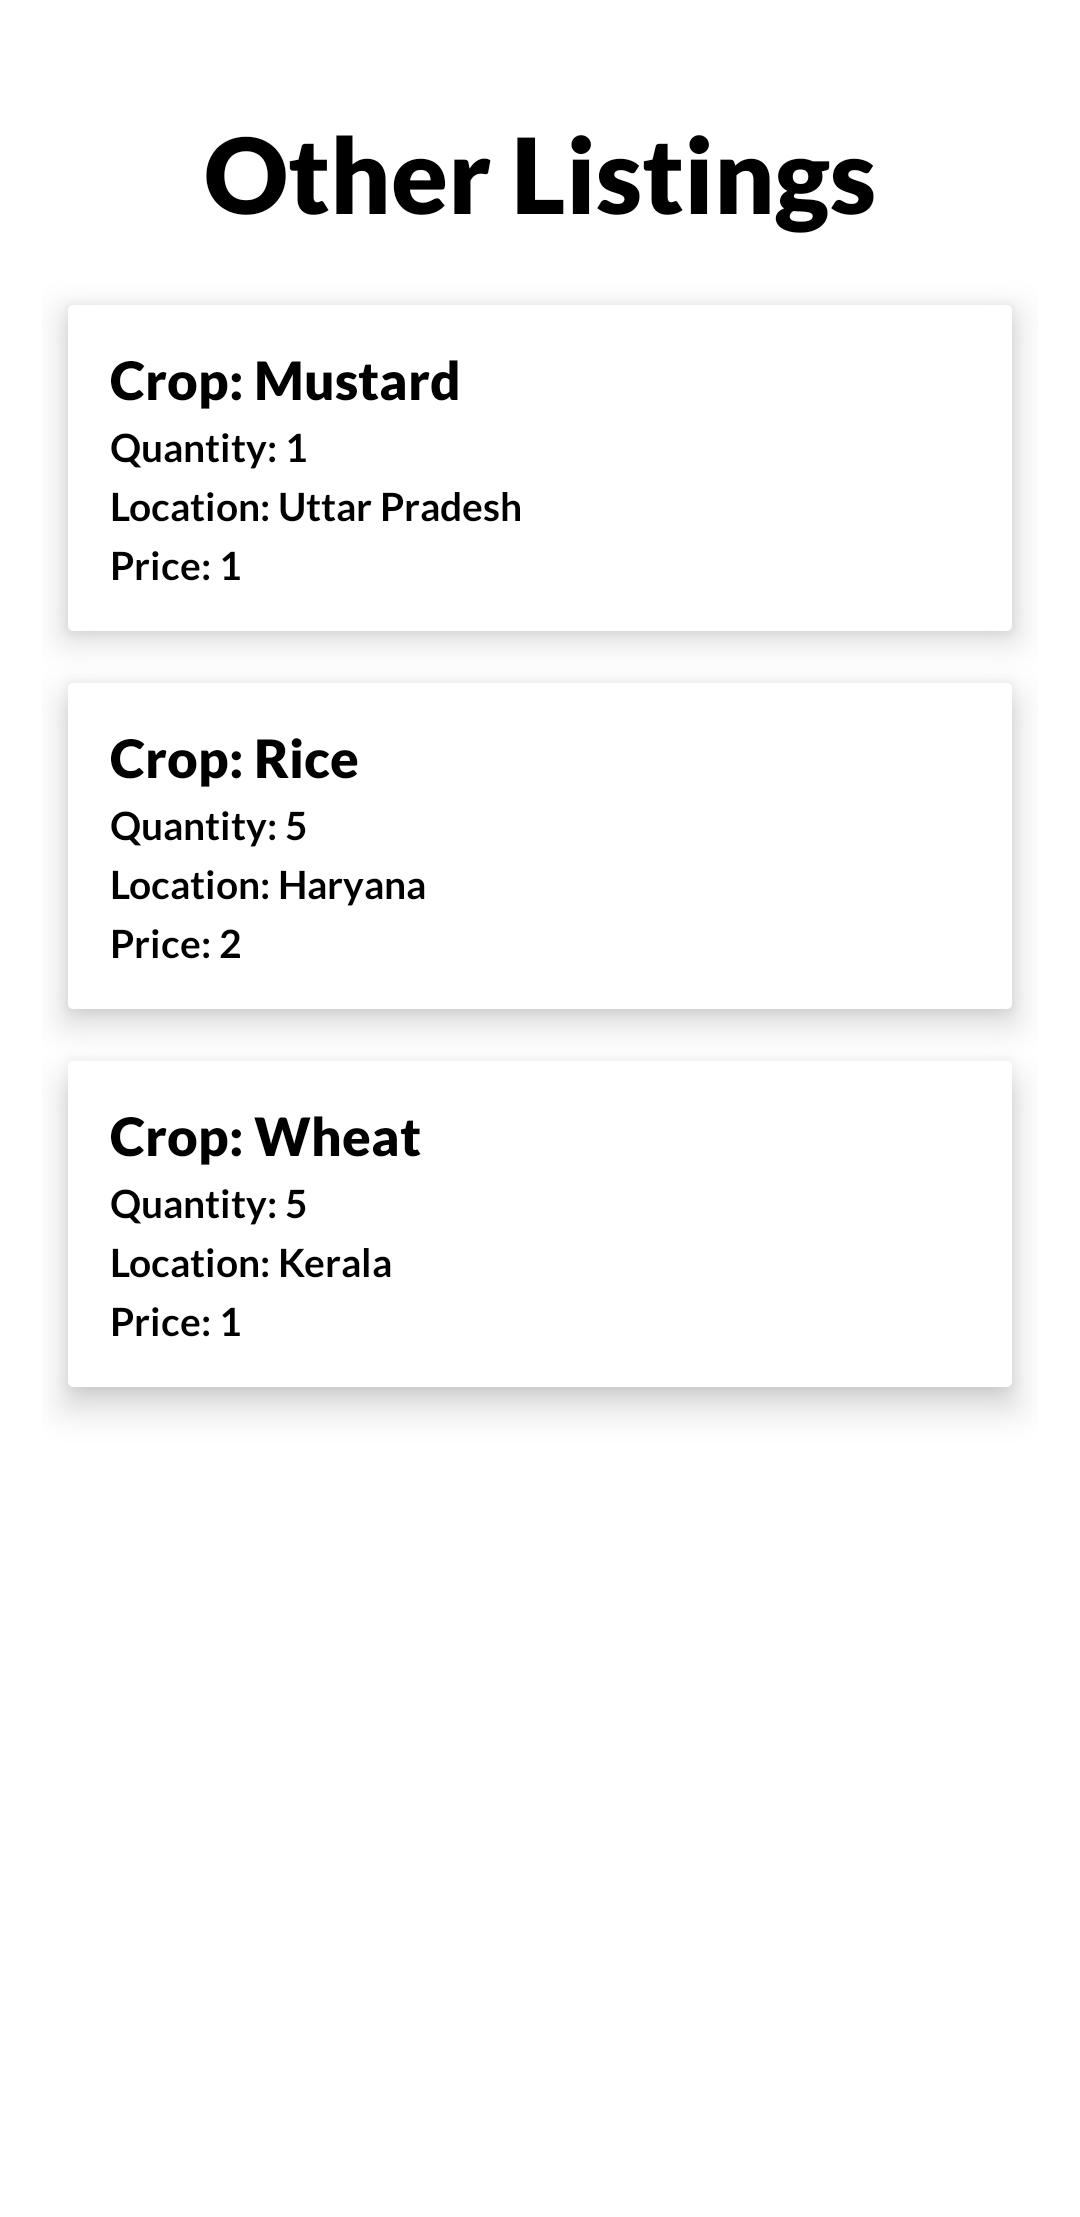 Other Listings
Crop: Mustard
Quantity: 1
Location: Uttar Pradesh
Price: 1
Crop: Rice
Quantity: 5
Location: Haryana
Price: 2
Crop: Wheat
Quantity: 5
Location: Kerala
Price: 1